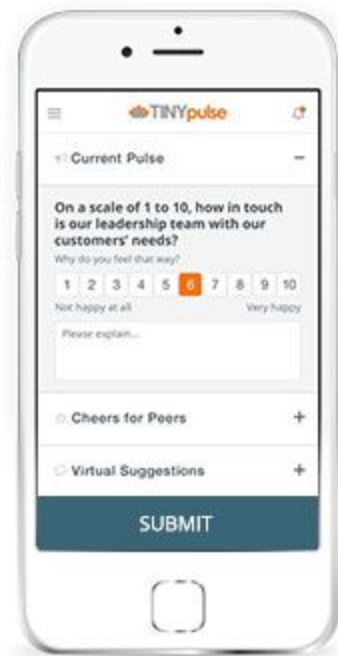 TINYpulse
Current Pulse
On a scale of 1 to 10, how in touch
is our leadership team with our
customers' needs?
Why do you feel that way?
1 2 3 4 5 6 7 8 9 10
Not happy at all Very happy
Please explain...
Cheers for Peers
Virtual Suggestions
SUBMIT